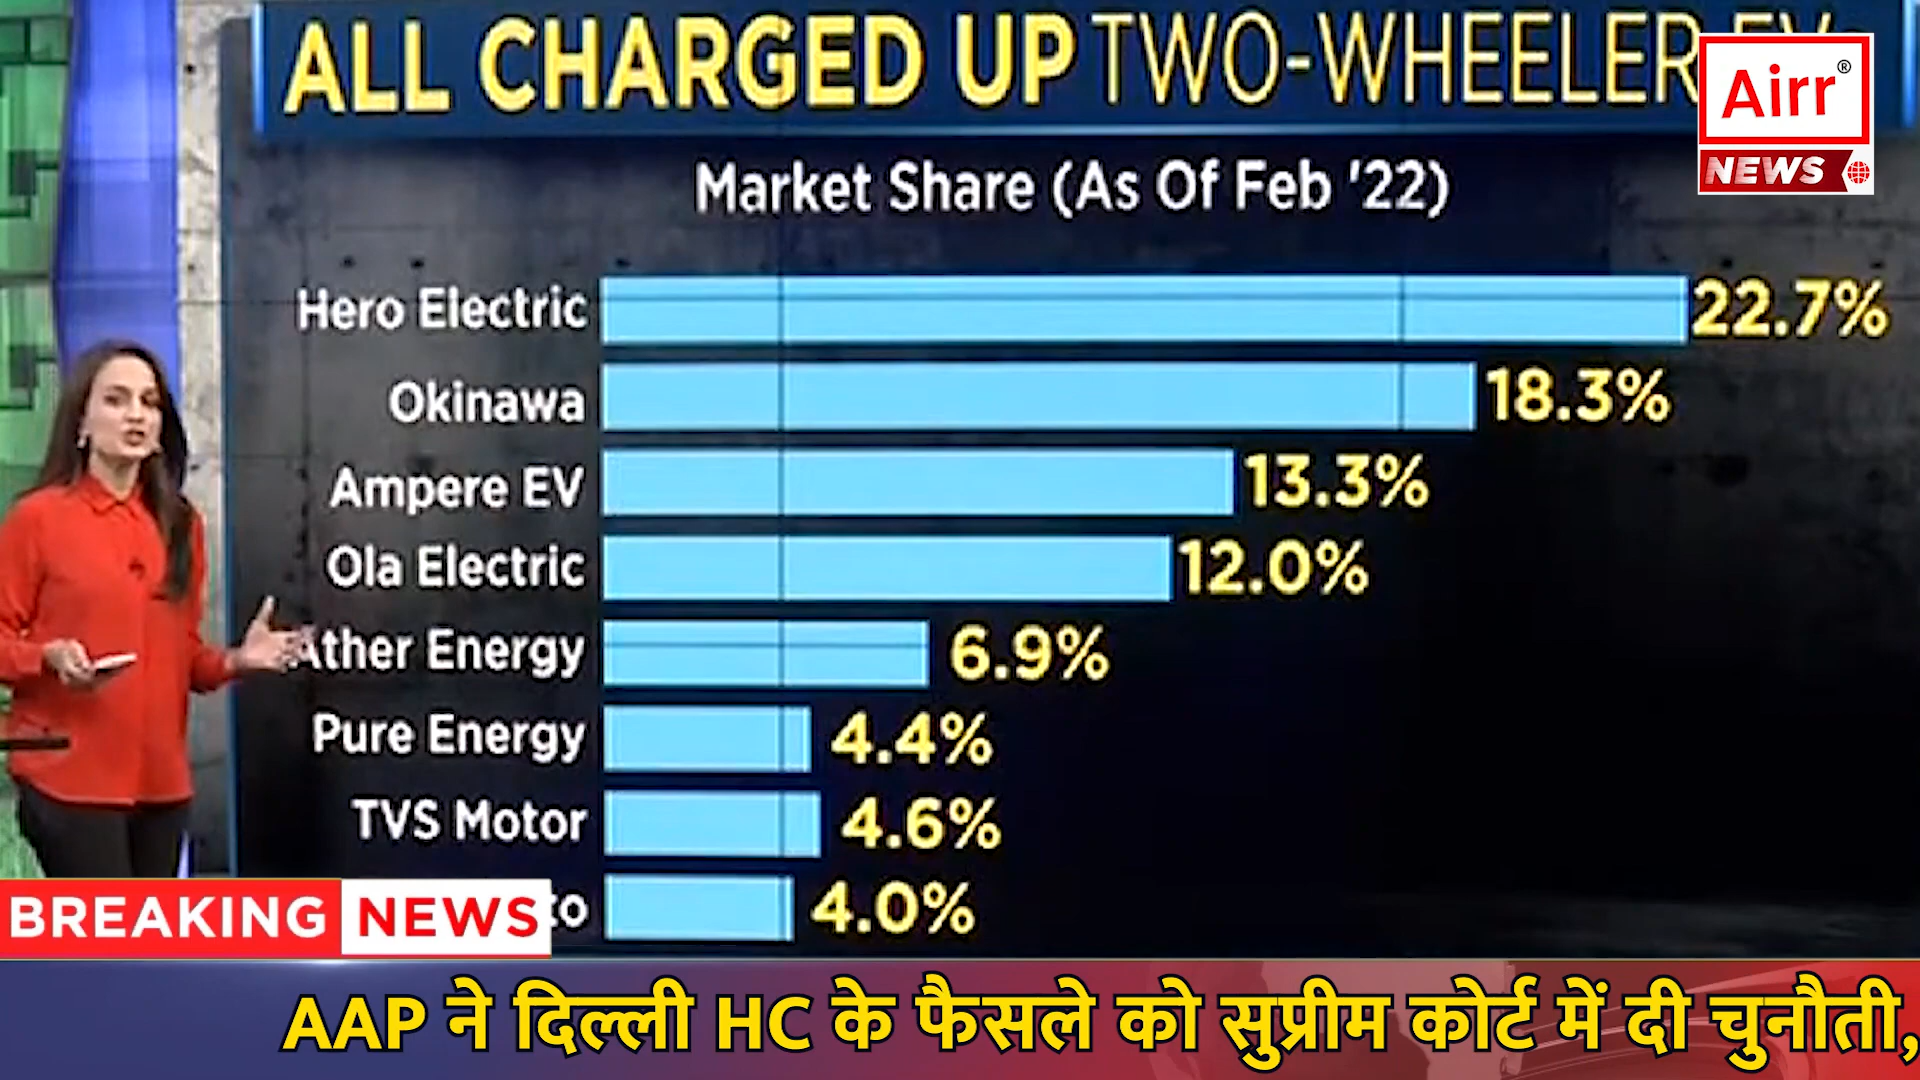 ALL CHARGED UP TWO-WHEELER
Airr®
NEWS
Market Share (As Of Feb '22)
Hero Electric 22.7%
Okinawa 18.3%
Ampere EV 13.3%
Ola Electric 12.0%
Ather Energy 6.9%
Pure Energy 4.4%
TVS Motor 4.6%
4.0%
BREAKING NEWS
AAP ने दिल्ली HC के फैसले को सुप्रीम कोर्ट में दी चुनौती,